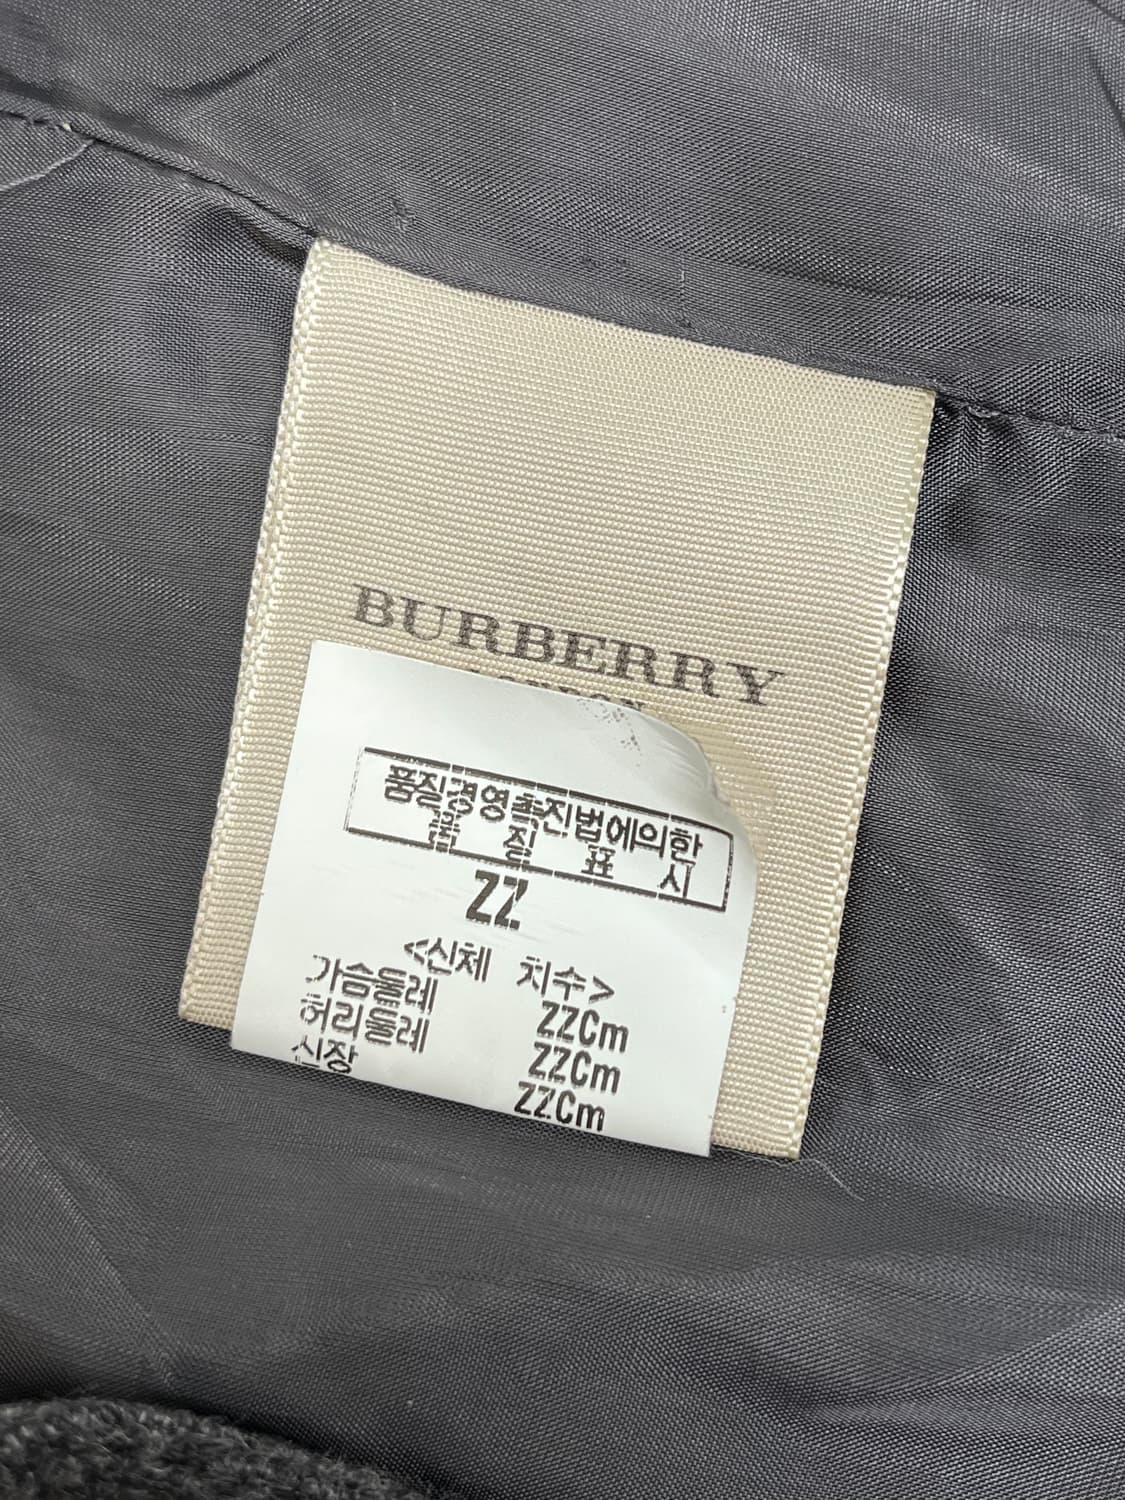 BURBERRY
LONDON
품질경영촉진법에의한
품 질 표 시
ZZ
<신체 치수>
가슴둘레 ZZCm
허리둘레 ZZCm
신장 ZZCm